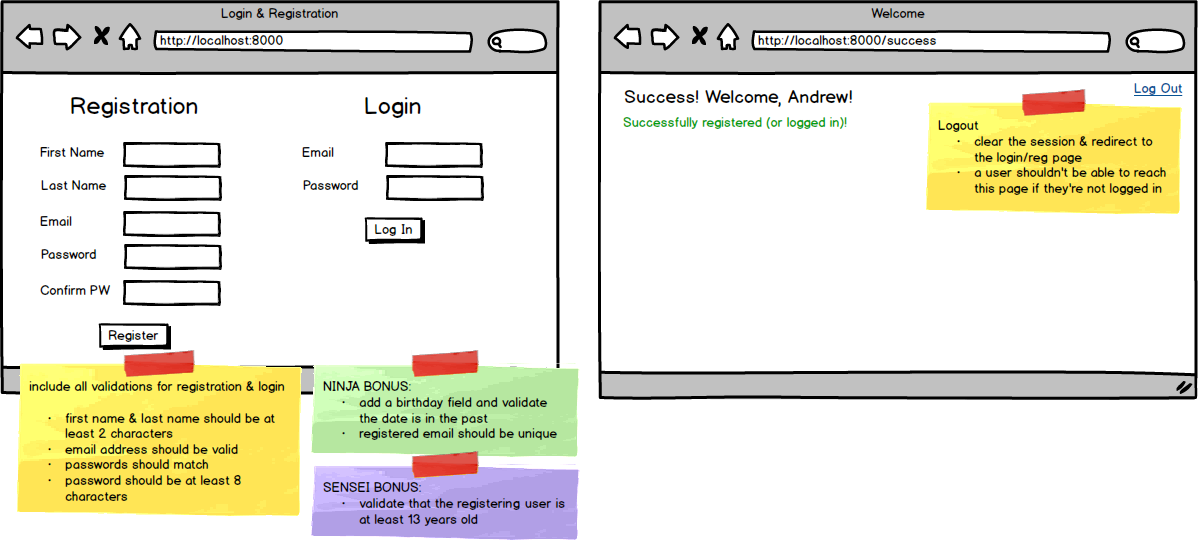 Login & Registration
http://localhost:8000
Registration
First Name
Last Name
Email
Password
Confirm PW
Register
Login
Email
Password
Log In
include all validations for registration & login
· first name & last name should be at
least 2 characters
· email address should be valid
· passwords should match
· password should be at least 8
characters
NINJA BONUS:
· add a birthday field and validate
the date is in the past
· registered email should be unique
SENSEI BONUS:
· validate that the registering user is
at least 13 years old
Welcome
http://localhost:8000/success
Success! Welcome, Andrew!
Successfully registered (or logged in)!
Log Out
Logout
· clear the session & redirect to
the login/reg page
· a user shouldn't be able to reach
this page if they're not logged in